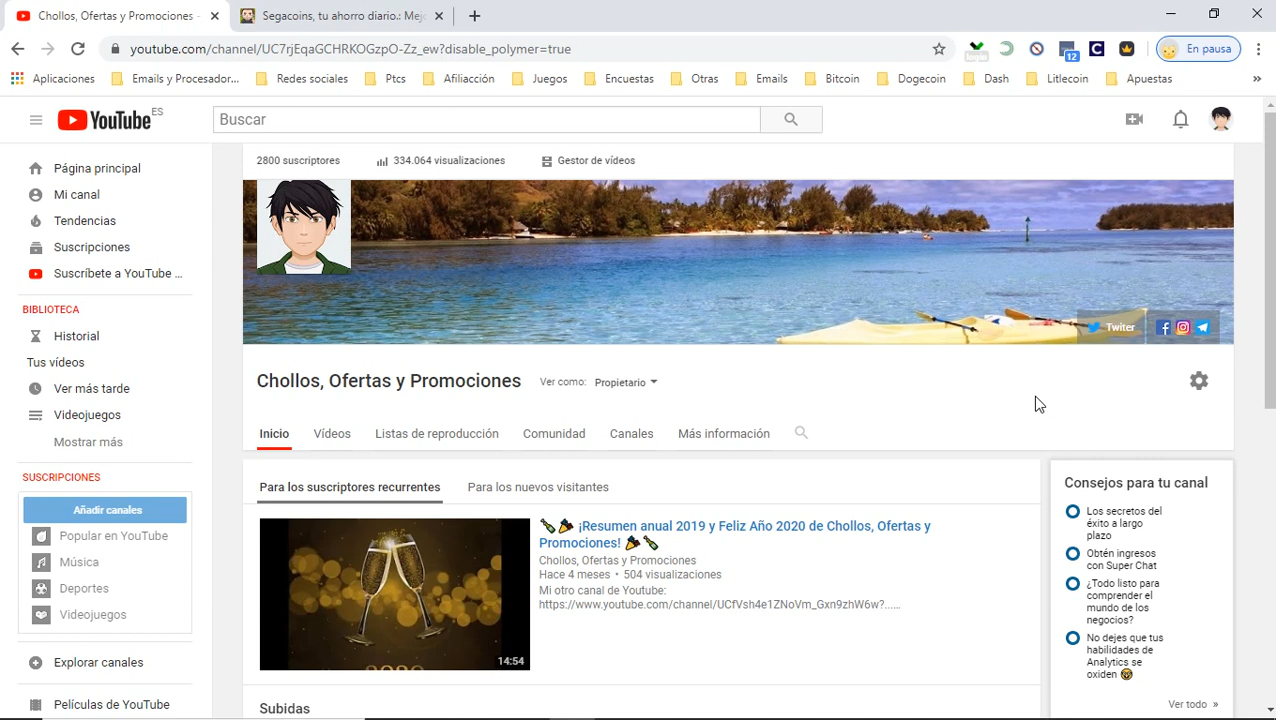 Chollos, Ofertas y Promociones -
Segacoins, tu ahorro diario.: Mejo
youtube.com/channel/UC7rjEqaGCHRKOGzpO-Zz_ew?disable_polymer=true
12
En pausa
Aplicaciones
Emails y Procesador...
Redes sociales
Ptcs
Afiliacción
Juegos
Encuestas
Otras
Emails
Bitcoin
Dogecoin
Dash
Litlecoin
Apuestas
»
YouTube ES
Buscar
Página principal
Mi canal
Tendencias
Suscripciones
Suscríbete a YouTube ...
BIBLIOTECA
Historial
Tus vídeos
Ver más tarde
Videojuegos
Mostrar más
SUSCRIPCIONES
Añadir canales
Popular en YouTube
Música
Deportes
Videojuegos
Explorar canales
Películas de YouTube
2800 suscriptores
334.064 visualizaciones
Gestor de vídeos
Twiter
Chollos, Ofertas y Promociones
Ver como: Propietario
Inicio
Vídeos
Listas de reproducción
Comunidad
Canales
Más información
Para los suscriptores recurrentes
Para los nuevos visitantes
2020
14:54
¡Resumen anual 2019 y Feliz Año 2020 de Chollos, Ofertas y
Promociones!
Chollos, Ofertas y Promociones
Hace 4 meses • 504 visualizaciones
Mi otro canal de Youtube:
https://www.youtube.com/channel/UCfVsh4e1ZNoVm_Gxn9zhW6w?......
Subidas
Consejos para tu canal
Los secretos del
éxito a largo
plazo
Obtén ingresos
con Super Chat
¿Todo listo para
comprender el
mundo de los
negocios?
No dejes que tus
habilidades de
Analytics se
oxiden
Ver todo »